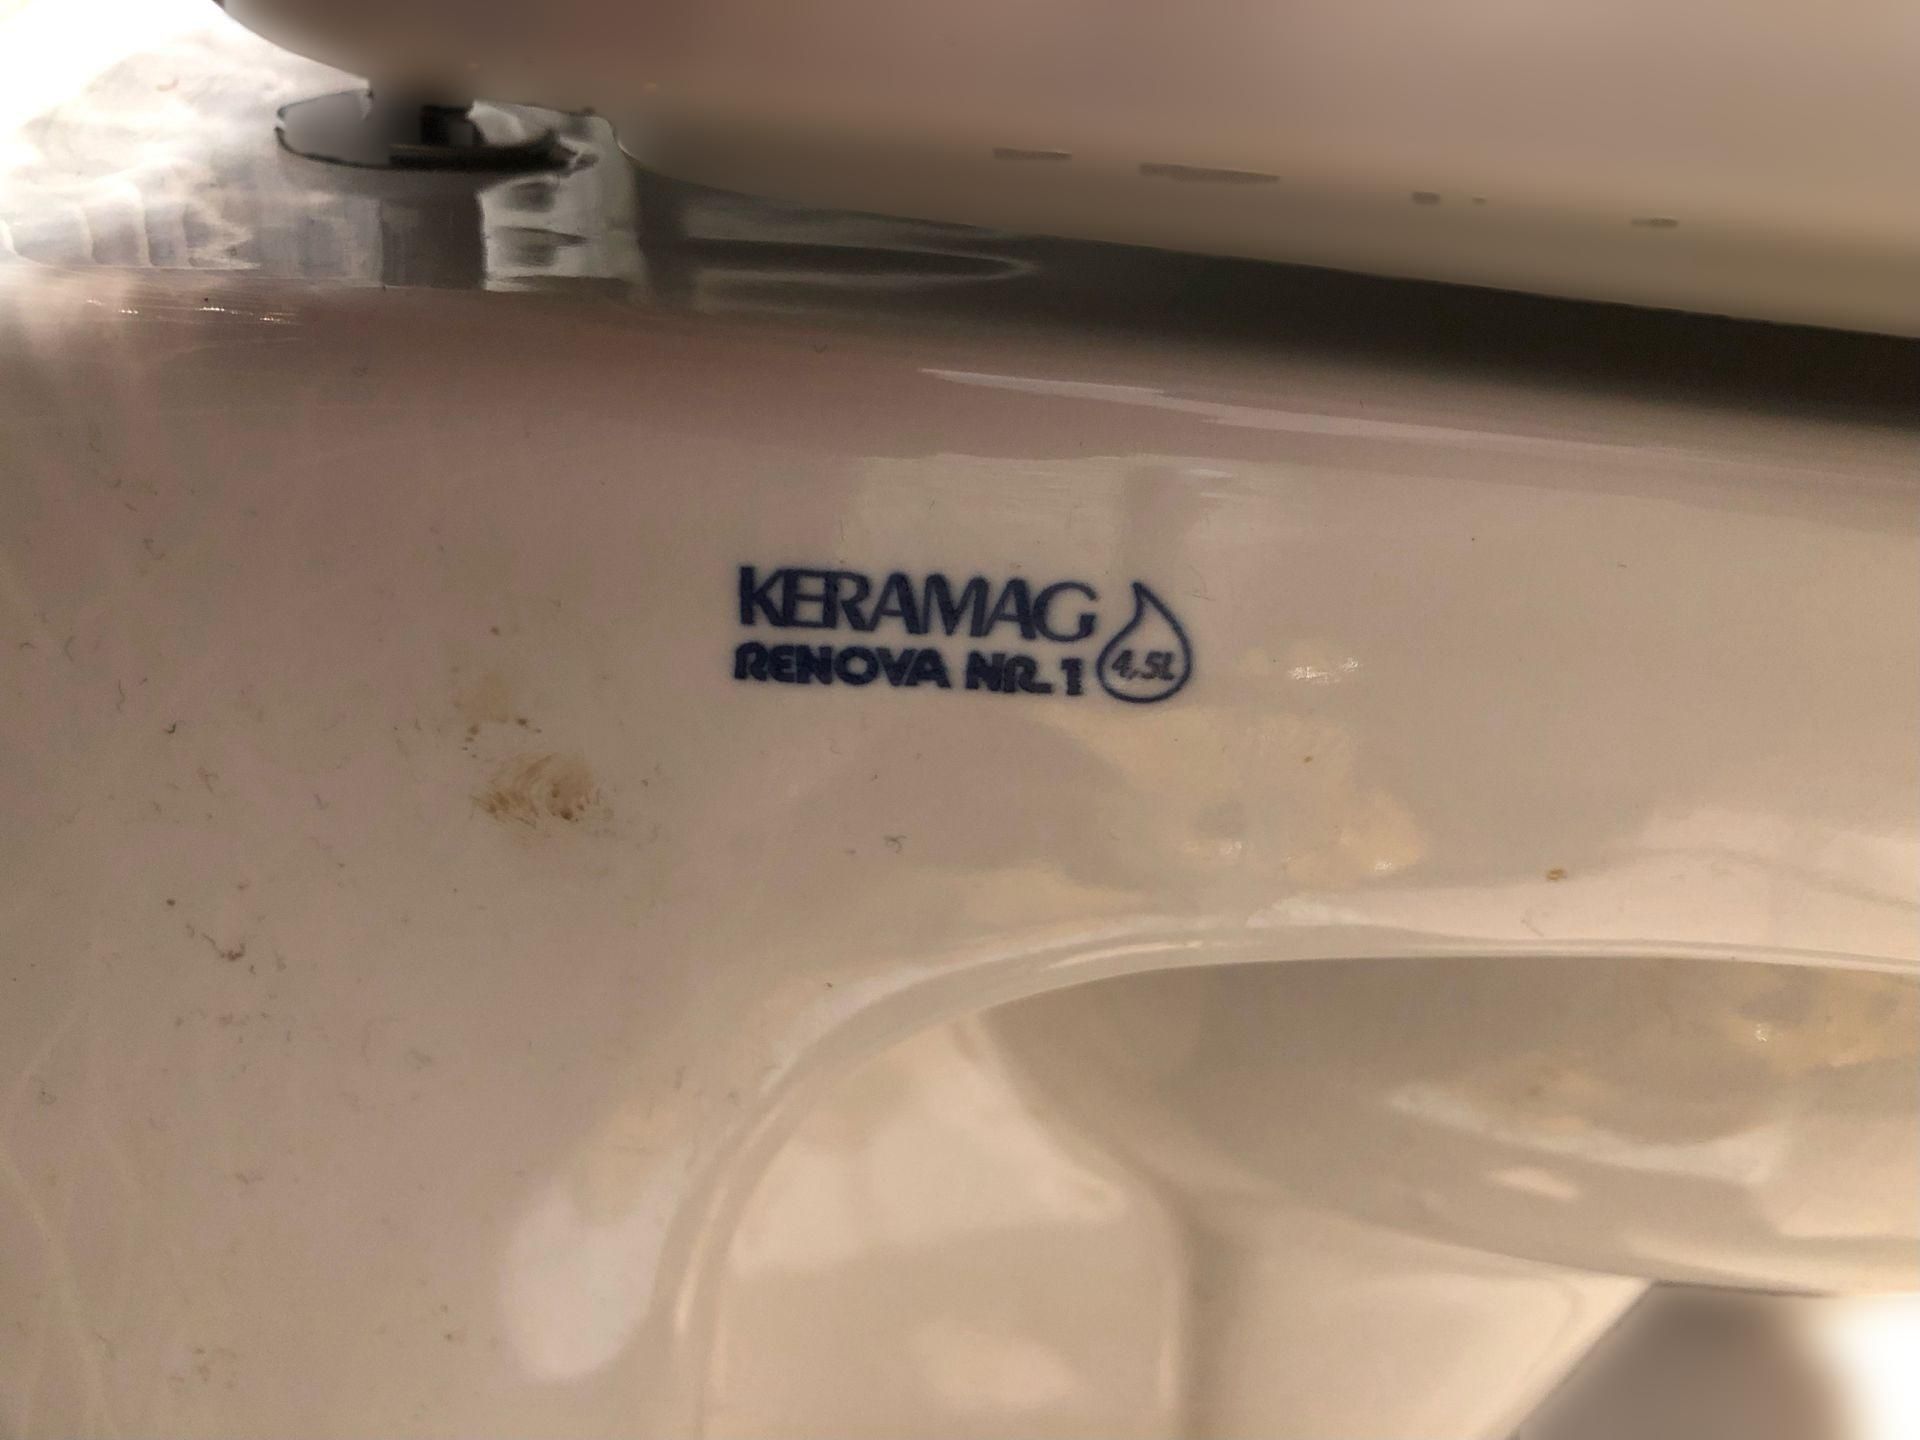 KERAMAG
RENOVA NR. 1
4,5L